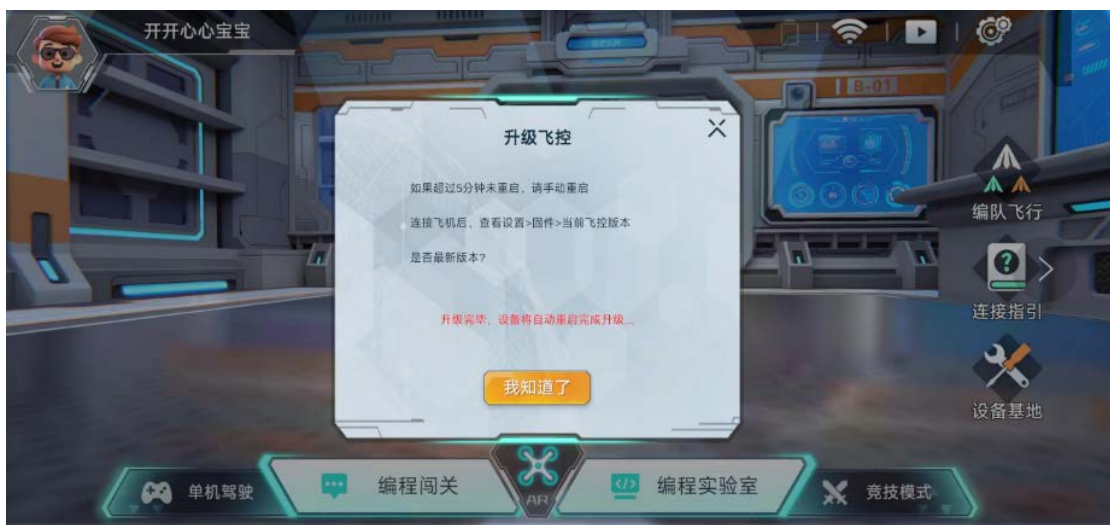 开开心心宝宝
B-01
升级飞控
如果超过5分钟未重启，请手动重启
连接飞机后，查看设置>固件>当前飞控版本
是否最新版本?
升级完毕，设备将自动重启完成升级...
我知道了
编队飞行
连接指引
设备基地
单机驾驶
编程闯关
AR
编程实验室
竞技模式